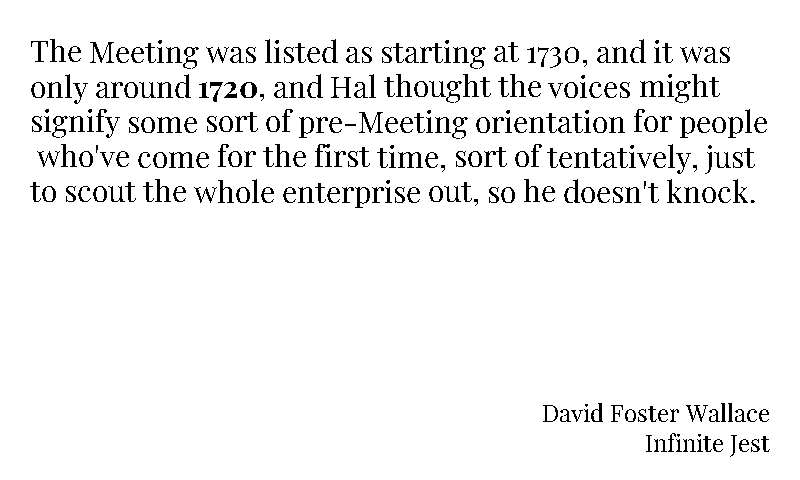 The Meeting was listed as starting at 1730, and it was
only around 1720, and Hal thought the voices might
signify some sort of pre-Meeting orientation for people
who've come for the first time, sort of tentatively, just
to scout the whole enterprise out, so he doesn't knock.
David Foster Wallace
Infinite Jest